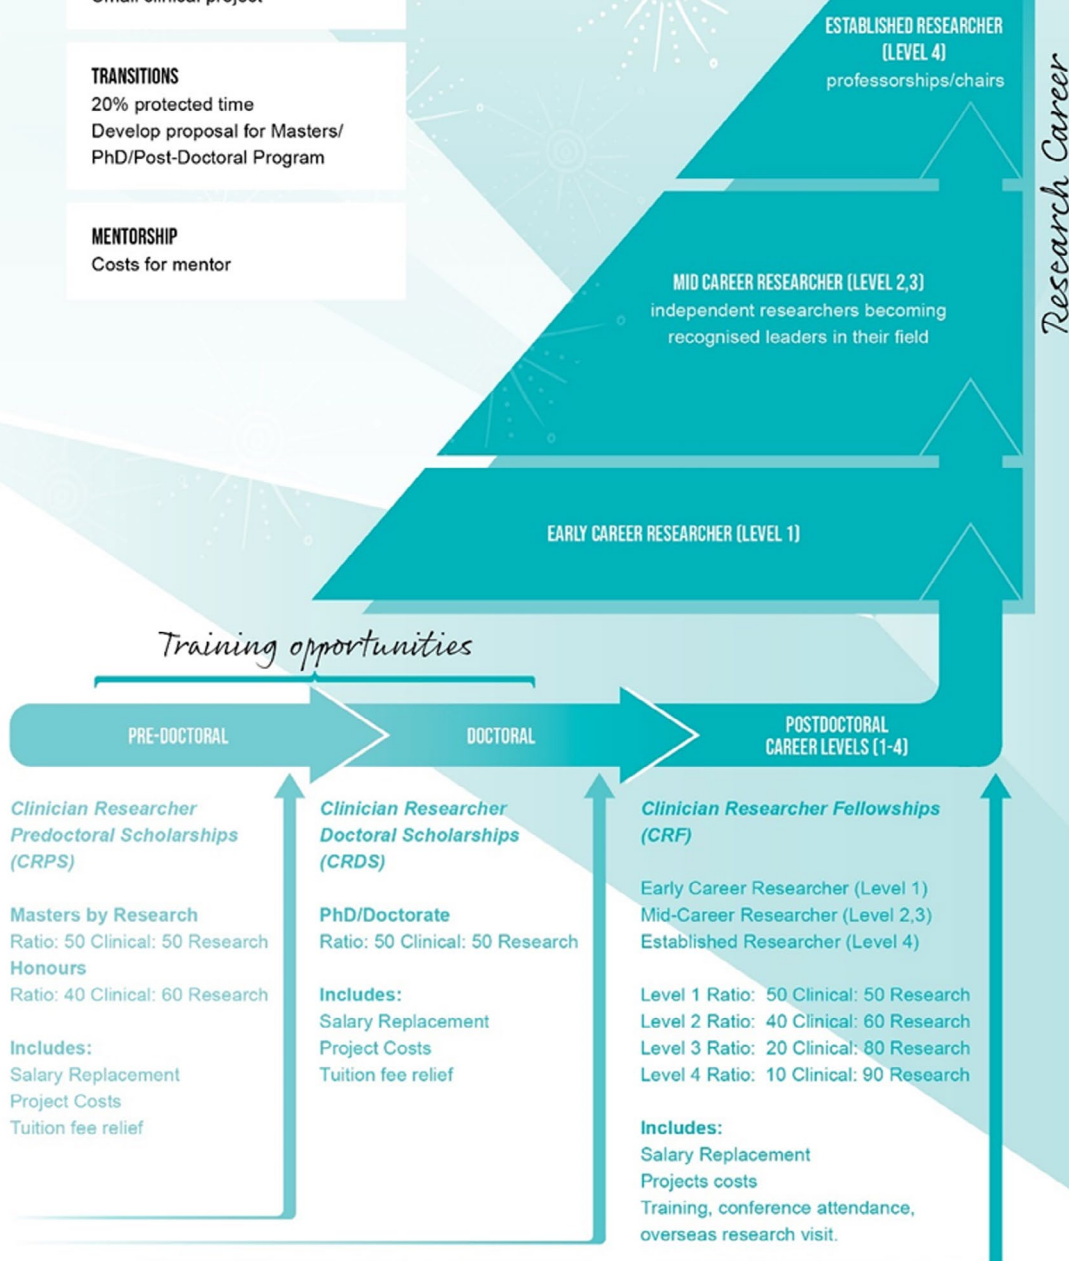 Small clinical project
TRANSITIONS
20% protected time
Develop proposal for Masters/
PhD/Post-Doctoral Program
MENTORSHIP
Costs for mentor
ESTABLISHED RESEARCHER
(LEVEL 4)
professorships/chairs
MID CAREER RESEARCHER (LEVEL 2,3)
independent researchers becoming
recognised leaders in their field
EARLY CAREER RESEARCHER (LEVEL 1)
Research Career
Training opportunities
PRE-DOCTORAL
DOCTORAL
POSTDOCTORAL
CAREER LEVELS (1-4)
Clinician Researcher
Predoctoral Scholarships
(CRPS)
Masters by Research
Ratio: 50 Clinical: 50 Research
Honours
Ratio: 40 Clinical: 60 Research
Includes:
Salary Replacement
Project Costs
Tuition fee relief
Clinician Researcher
Doctoral Scholarships
(CRDS)
PhD/Doctorate
Ratio: 50 Clinical: 50 Research
Includes:
Salary Replacement
Project Costs
Tuition fee relief
Clinician Researcher Fellowships
(CRF)
Early Career Researcher (Level 1)
Mid-Career Researcher (Level 2,3)
Established Researcher (Level 4)
Level 1 Ratio: 50 Clinical: 50 Research
Level 2 Ratio: 40 Clinical: 60 Research
Level 3 Ratio: 20 Clinical: 80 Research
Level 4 Ratio: 10 Clinical: 90 Research
Includes:
Salary Replacement
Projects costs
Training, conference attendance,
overseas research visit.